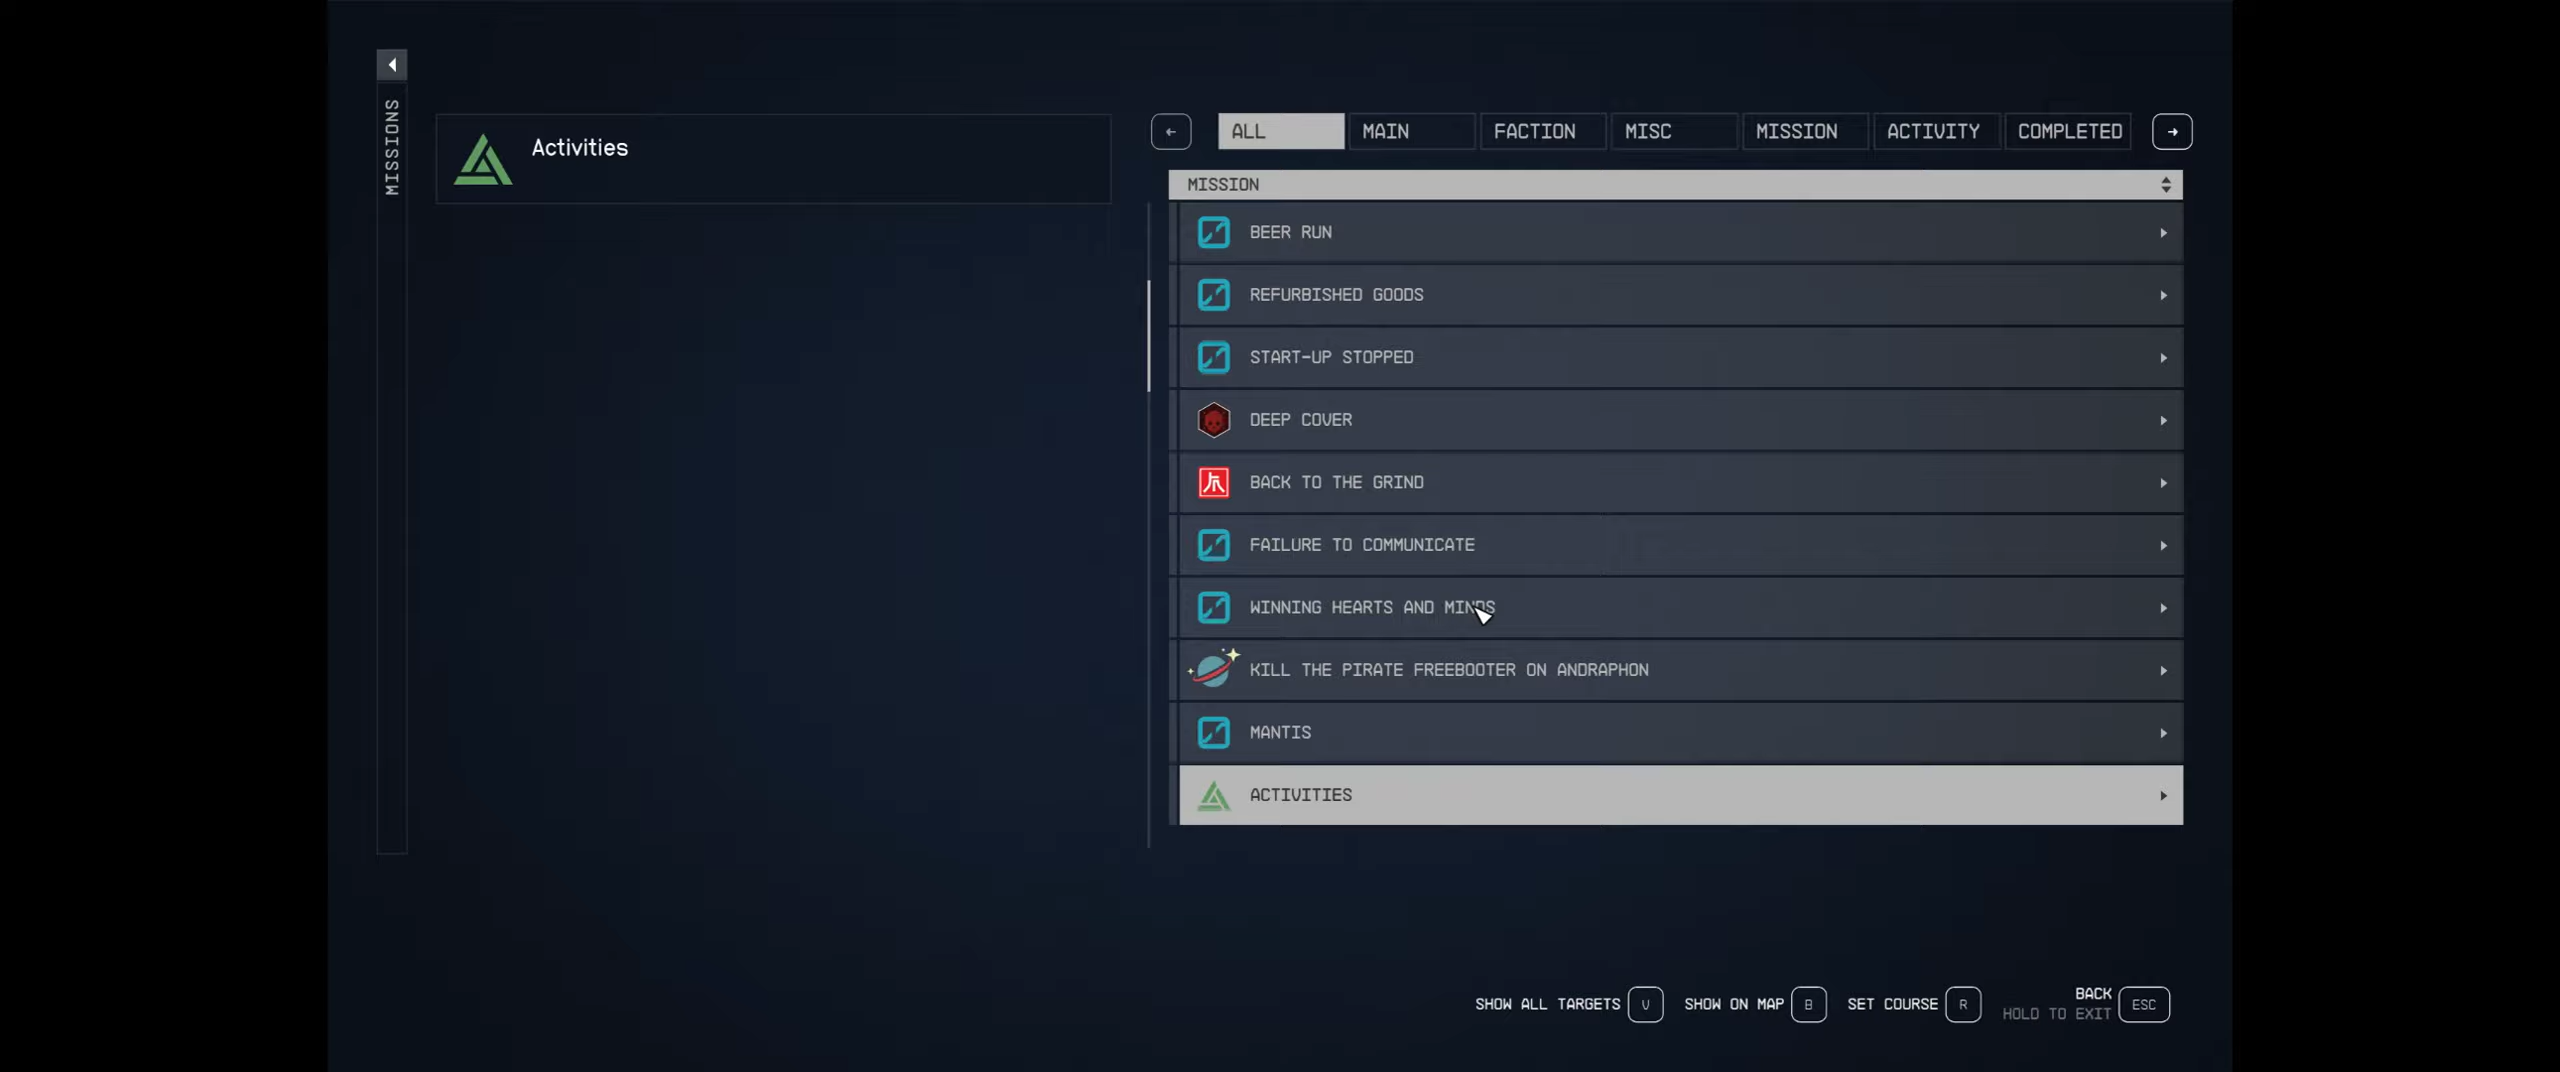 MISSIONS
Activities
ALL
MAIN
FACTION
MISC
MISSION
ACTIVITY
COMPLETED
MISSION
BEER RUN
REFURBISHED GOODS
START-UP STOPPED
DEEP COVER
BACK TO THE GRIND
FAILURE TO COMMUNICATE
WINNING HEARTS AND MINDS
KILL THE PIRATE FREEBOOTER ON ANDRAPHON
MANTIS
ACTIVITIES
SHOW ALL TARGETS V
SHOW ON MAP B
SET COURSE R
BACK
HOLD TO EXIT
ESC